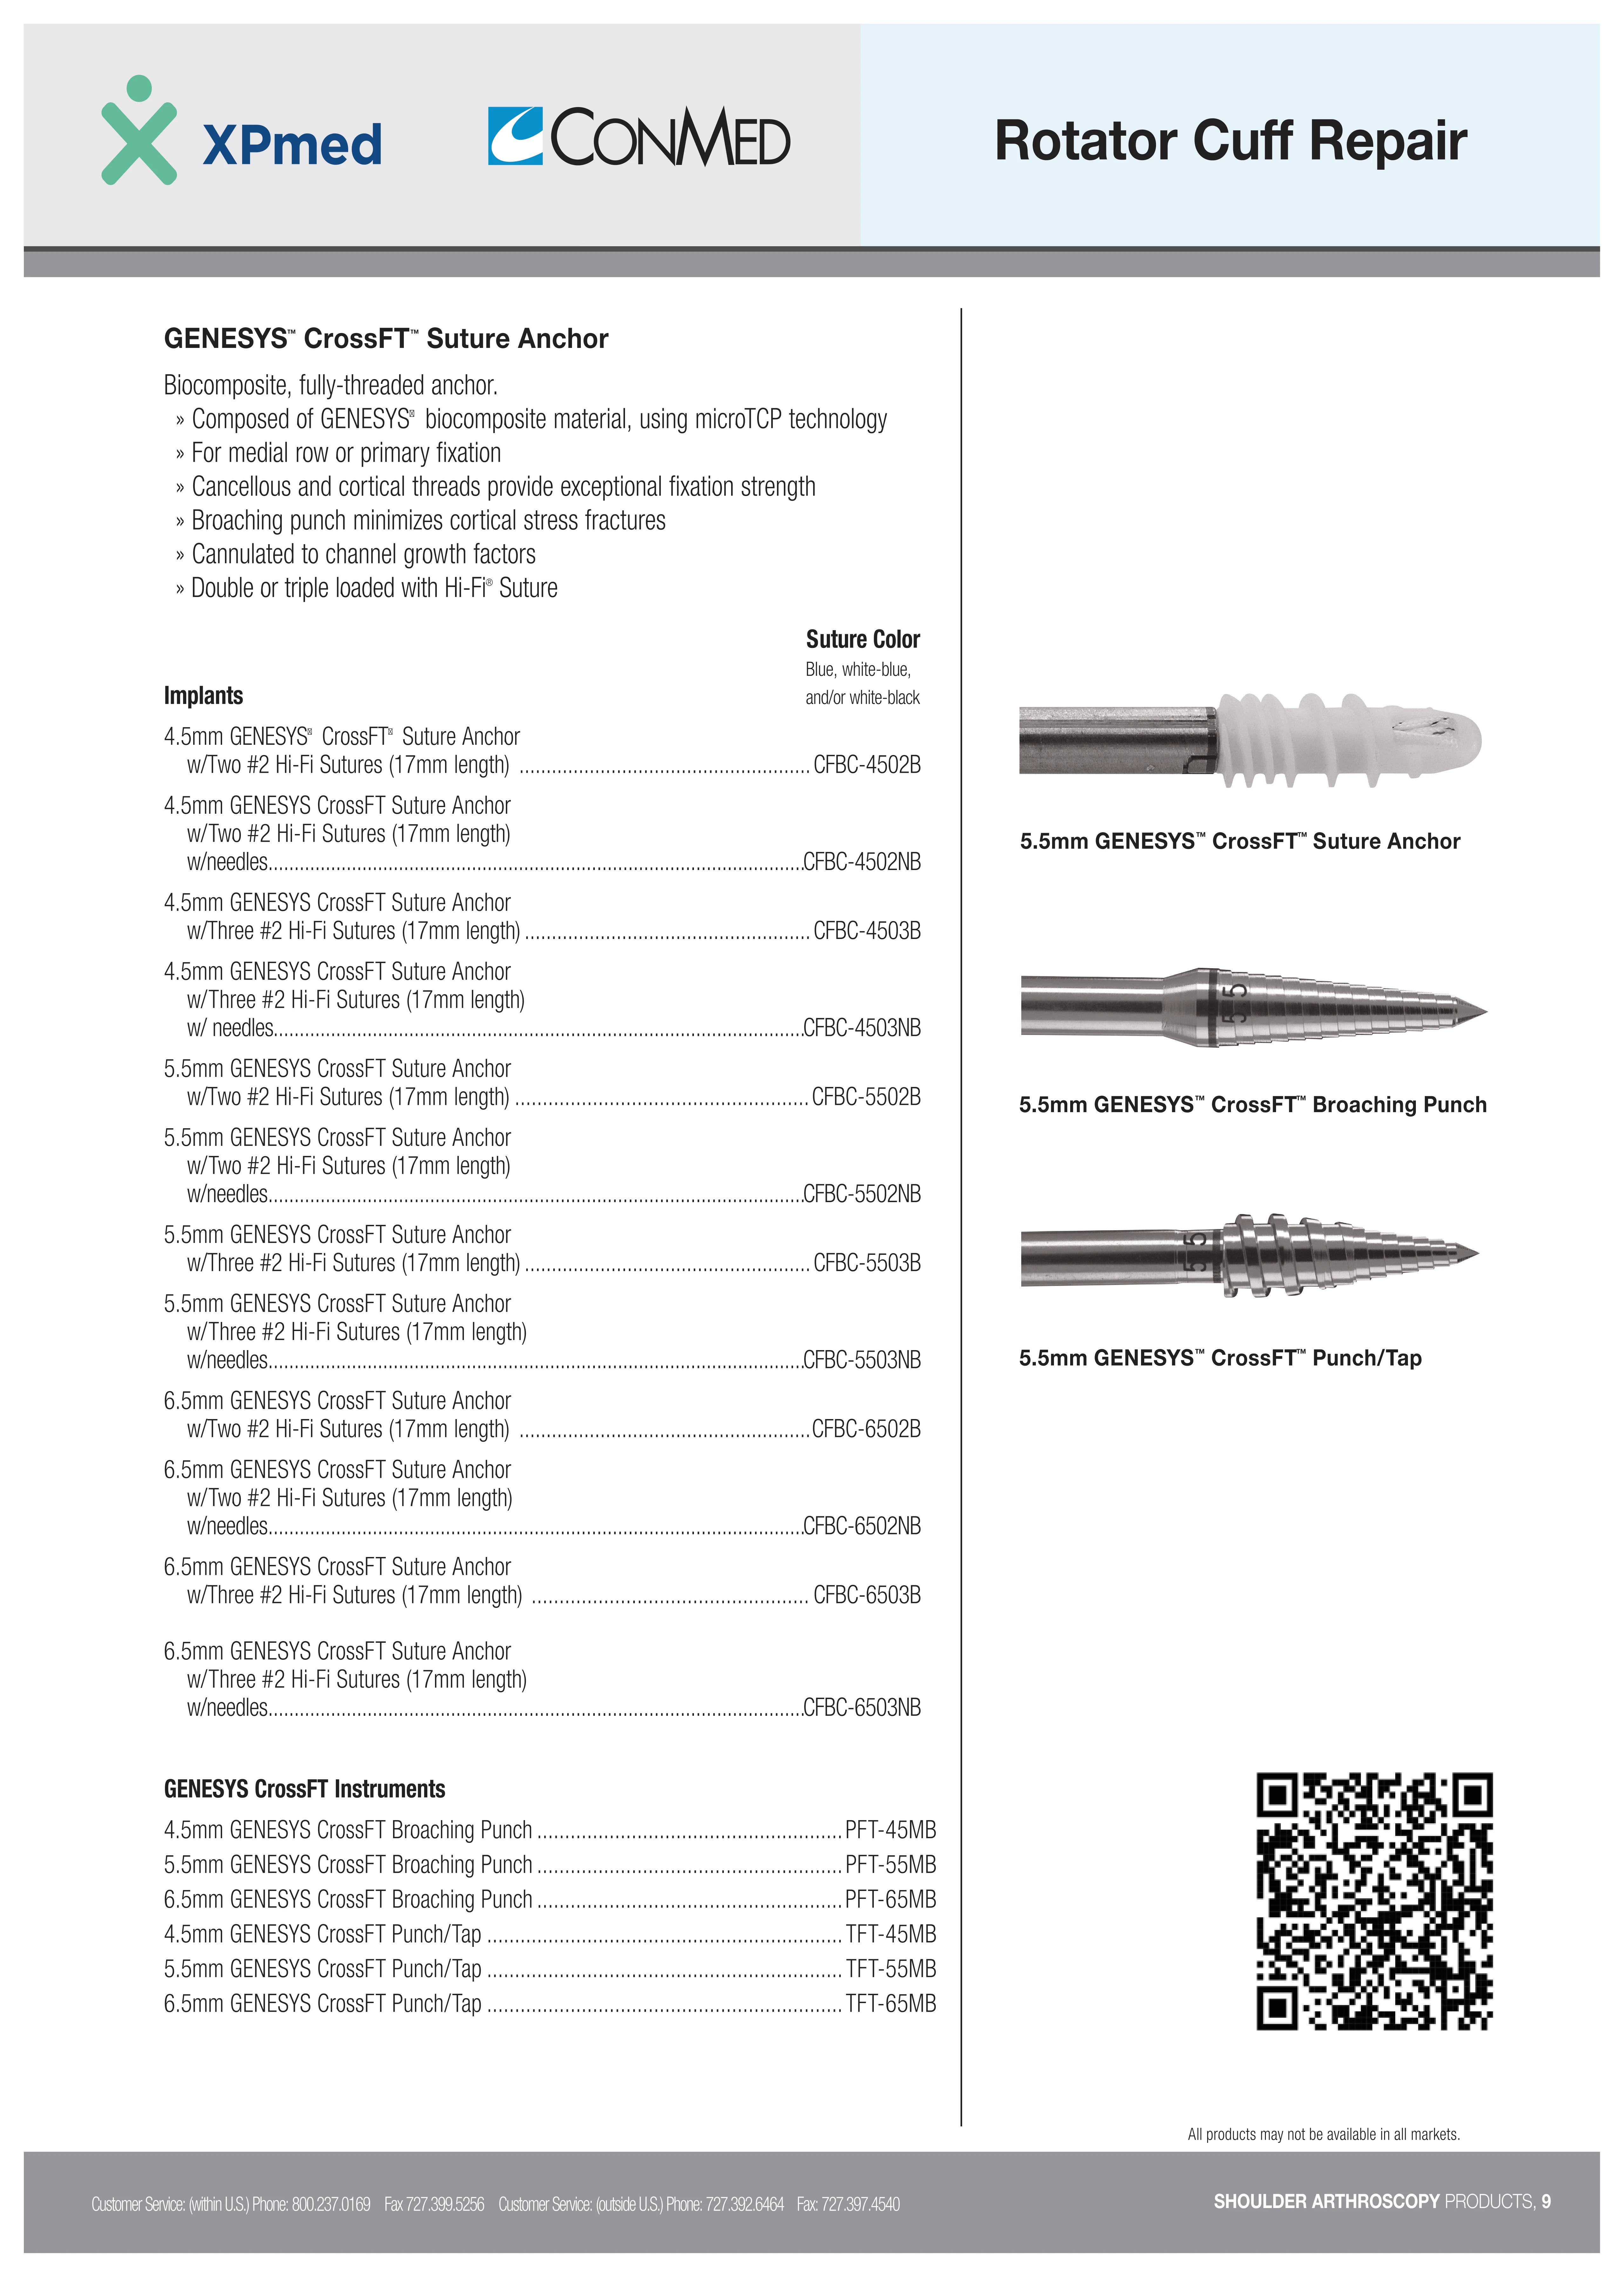 XPmed
CONMED
Rotator Cuff Repair
GENESYS™ CrossFT™ Suture Anchor
Biocomposite, fully-threaded anchor.
» Composed of GENESYS™ biocomposite material, using microTCP technology
» For medial row or primary fixation
» Cancellous and cortical threads provide exceptional fixation strength
» Broaching punch minimizes cortical stress fractures
» Cannulated to channel growth factors
» Double or triple loaded with Hi-Fi® Suture
Suture Color
Blue, white-blue,
and/or white-black
Implants
4.5mm GENESYS™ CrossFT™ Suture Anchor
w/Two #2 Hi-Fi Sutures (17mm length) ........ CFBC-4502B
4.5mm GENESYS CrossFT Suture Anchor
w/Two #2 Hi-Fi Sutures (17mm length)
w/needles........CFBC-4502NB
4.5mm GENESYS CrossFT Suture Anchor
w/Three #2 Hi-Fi Sutures (17mm length) ........ CFBC-4503B
4.5mm GENESYS CrossFT Suture Anchor
w/Three #2 Hi-Fi Sutures (17mm length)
w/ needles........CFBC-4503NB
5.5mm GENESYS CrossFT Suture Anchor
w/Two #2 Hi-Fi Sutures (17mm length) ........ CFBC-5502B
5.5mm GENESYS CrossFT Suture Anchor
w/Two #2 Hi-Fi Sutures (17mm length)
w/needles........CFBC-5502NB
5.5mm GENESYS CrossFT Suture Anchor
w/Three #2 Hi-Fi Sutures (17mm length) ........ CFBC-5503B
5.5mm GENESYS CrossFT Suture Anchor
w/Three #2 Hi-Fi Sutures (17mm length)
w/needles........CFBC-5503NB
6.5mm GENESYS CrossFT Suture Anchor
w/Two #2 Hi-Fi Sutures (17mm length) ........ CFBC-6502B
6.5mm GENESYS CrossFT Suture Anchor
w/Two #2 Hi-Fi Sutures (17mm length)
w/needles........CFBC-6502NB
6.5mm GENESYS CrossFT Suture Anchor
w/Three #2 Hi-Fi Sutures (17mm length) ........ CFBC-6503B
6.5mm GENESYS CrossFT Suture Anchor
w/Three #2 Hi-Fi Sutures (17mm length)
w/needles........CFBC-6503NB
GENESYS CrossFT Instruments
4.5mm GENESYS CrossFT Broaching Punch ........ PFT-45MB
5.5mm GENESYS CrossFT Broaching Punch ........ PFT-55MB
6.5mm GENESYS CrossFT Broaching Punch ........ PFT-65MB
4.5mm GENESYS CrossFT Punch/Tap ........ TFT-45MB
5.5mm GENESYS CrossFT Punch/Tap ........ TFT-55MB
6.5mm GENESYS CrossFT Punch/Tap ........ TFT-65MB
5.5mm GENESYS™ CrossFT™ Suture Anchor
5.5
5.5mm GENESYS™ CrossFT™ Broaching Punch
5.5
5.5mm GENESYS™ CrossFT™ Punch/Tap
All products may not be available in all markets.
Customer Service: (within U.S.) Phone: 800.237.0169 Fax 727.399.5256 Customer Service: (outside U.S.) Phone: 727.392.6464 Fax: 727.397.4540
SHOULDER ARTHROSCOPY PRODUCTS, 9